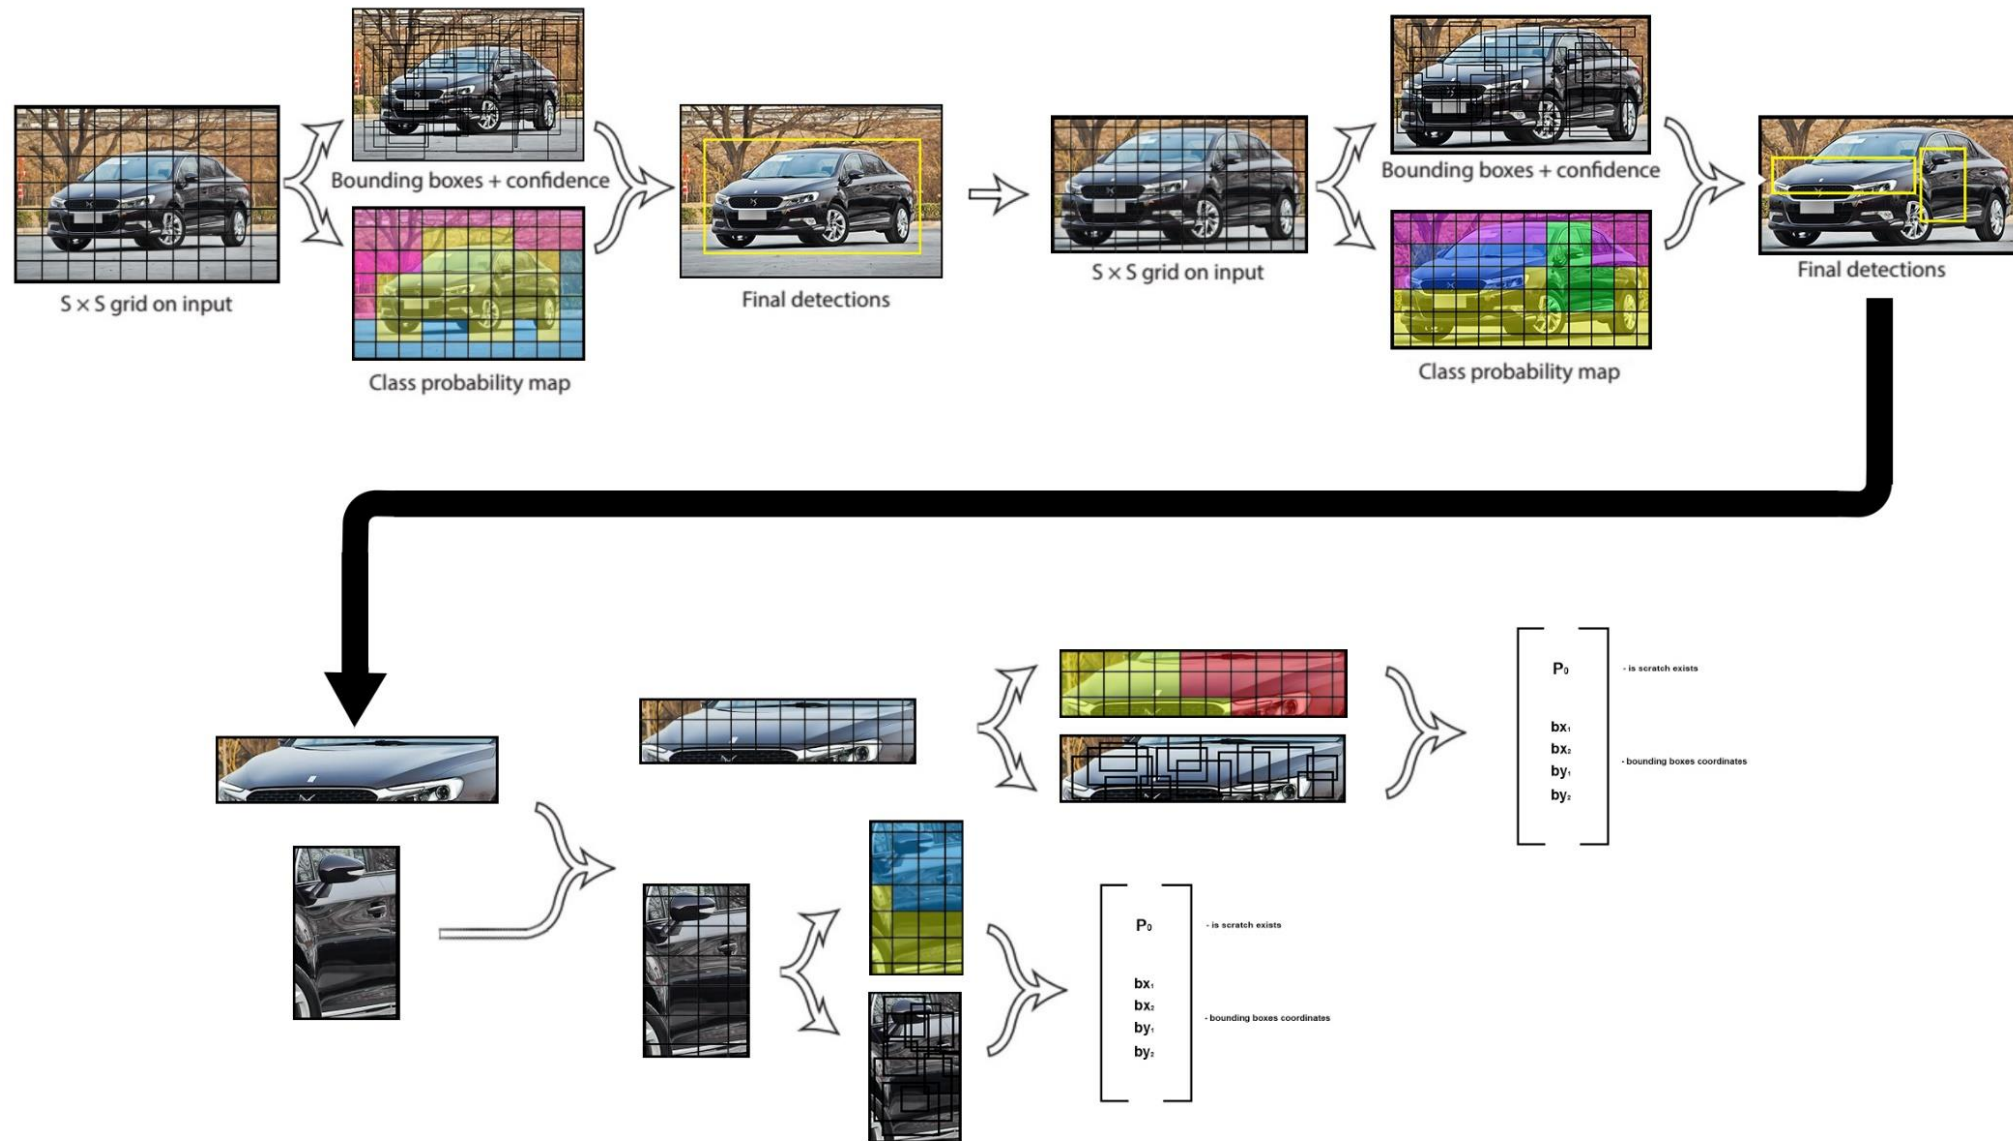 Bounding boxes + confidence
S × S grid on input
Class probability map
Final detections
Bounding boxes + confidence
S × S grid on input
Class probability map
Final detections
P₀
- is scratch exists
bx₁
bx₂
by₁
by₂
- bounding boxes coordinates
P₀
- is scratch exists
bx₁
bx₂
by₁
by₂
- bounding boxes coordinates